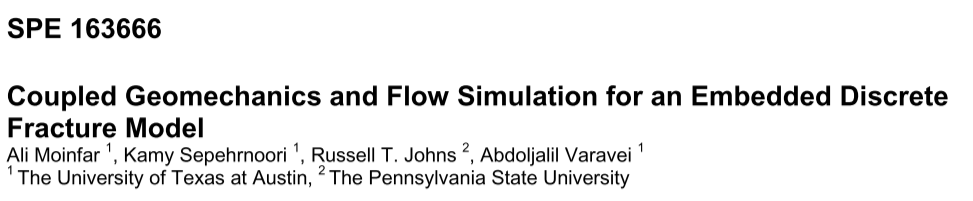 SPE 163666
Coupled Geomechanics and Flow Simulation for an Embedded Discrete
Fracture Model
Ali Moinfar 1, Kamy Sepehrnoori 1, Russell T. Johns 2, Abdoljalil Varavei 1
1 The University of Texas at Austin, 2 The Pennsylvania State University